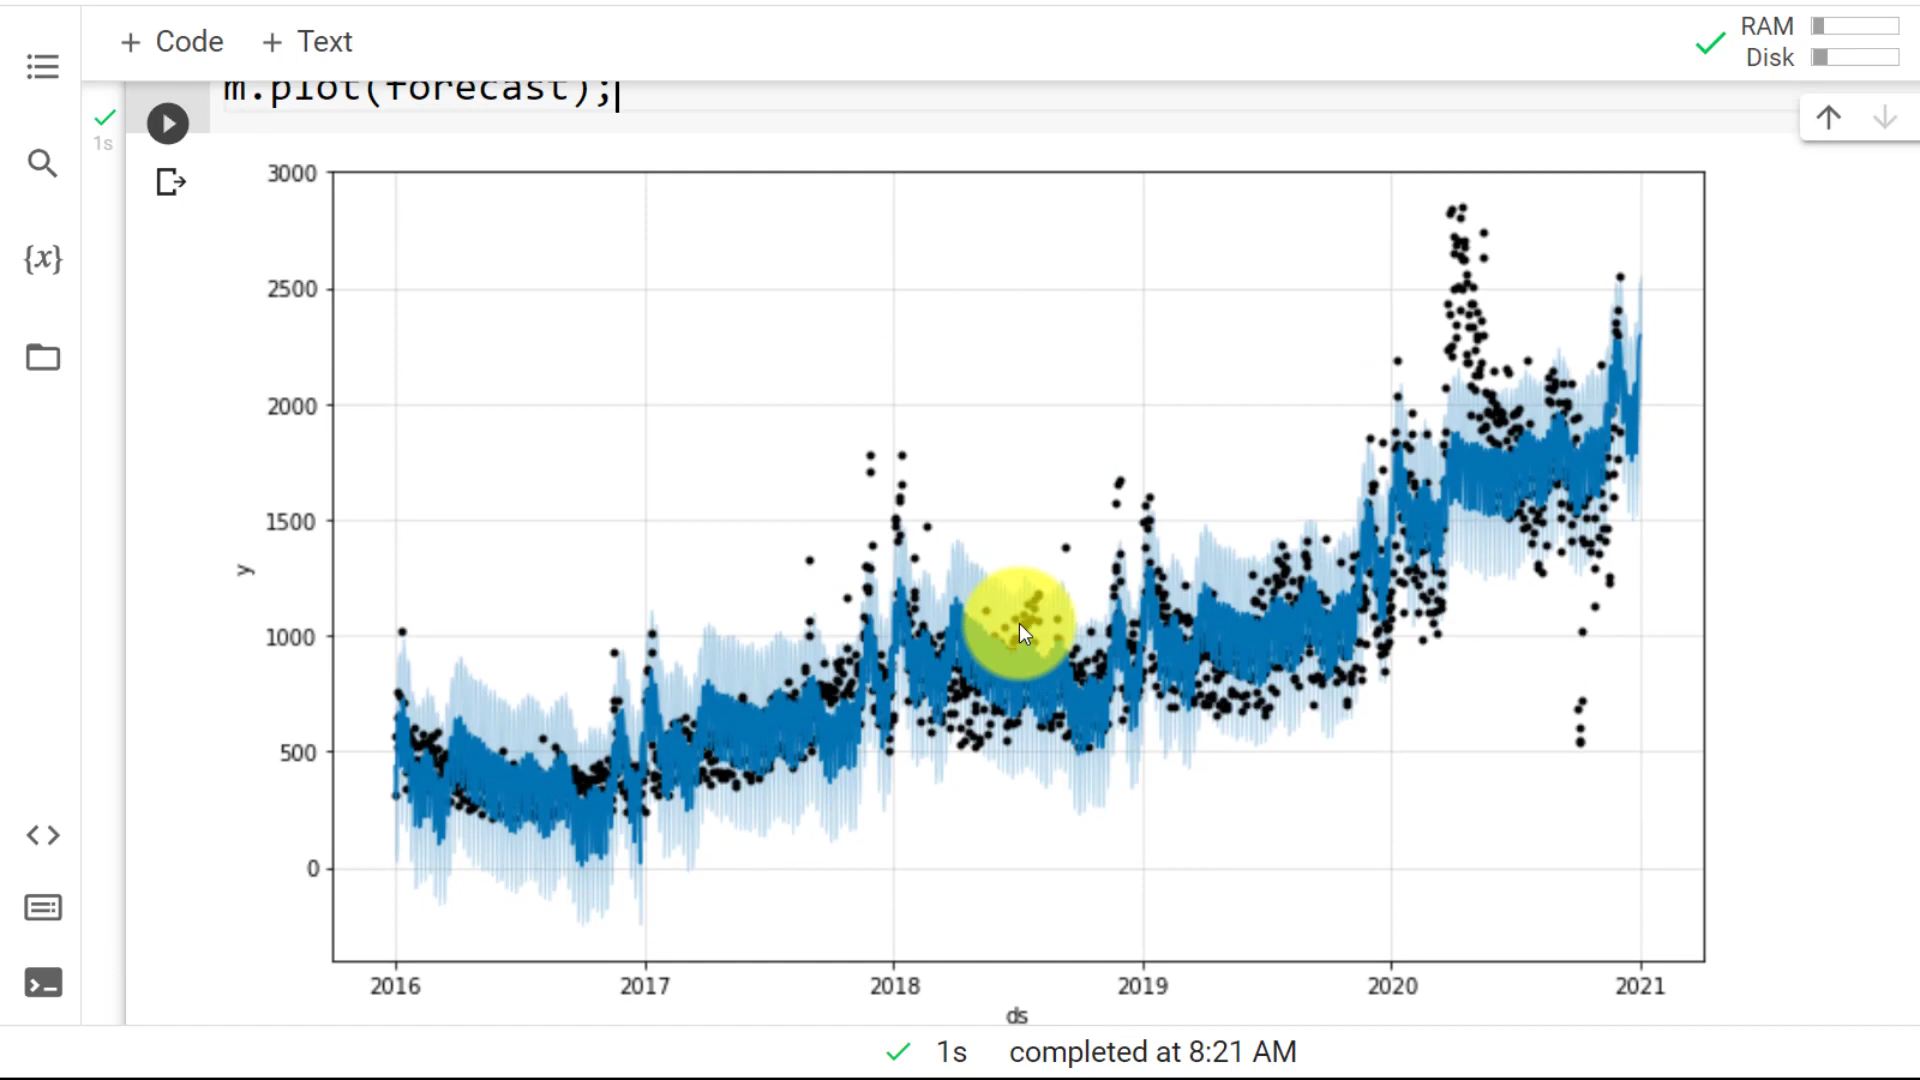 + Code + Text
RAM
Disk
m.plot(forecast);
1s
{x}
3000
2500
2000
1500
1000
500
0
y
2016 2017 2018 2019 2020 2021
ds
1s completed at 8:21 AM